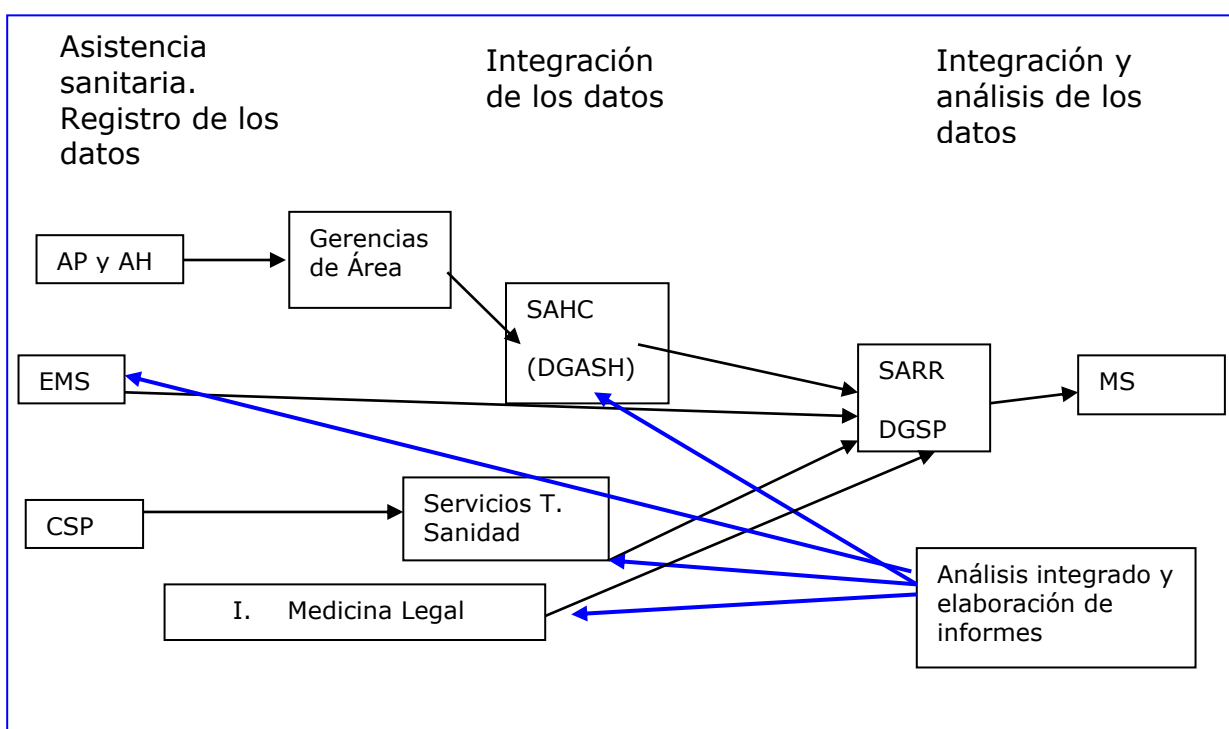 Asistencia
sanitaria.
Registro de los
datos
Integración
de los datos
Integración y
análisis de los
datos
AP y AH
Gerencias
de Área
SAHC
(DGASH)
EMS
SARR
DGSP
MS
CSP
Servicios T.
Sanidad
I. Medicina Legal
Análisis integrado y
elaboración de
informes